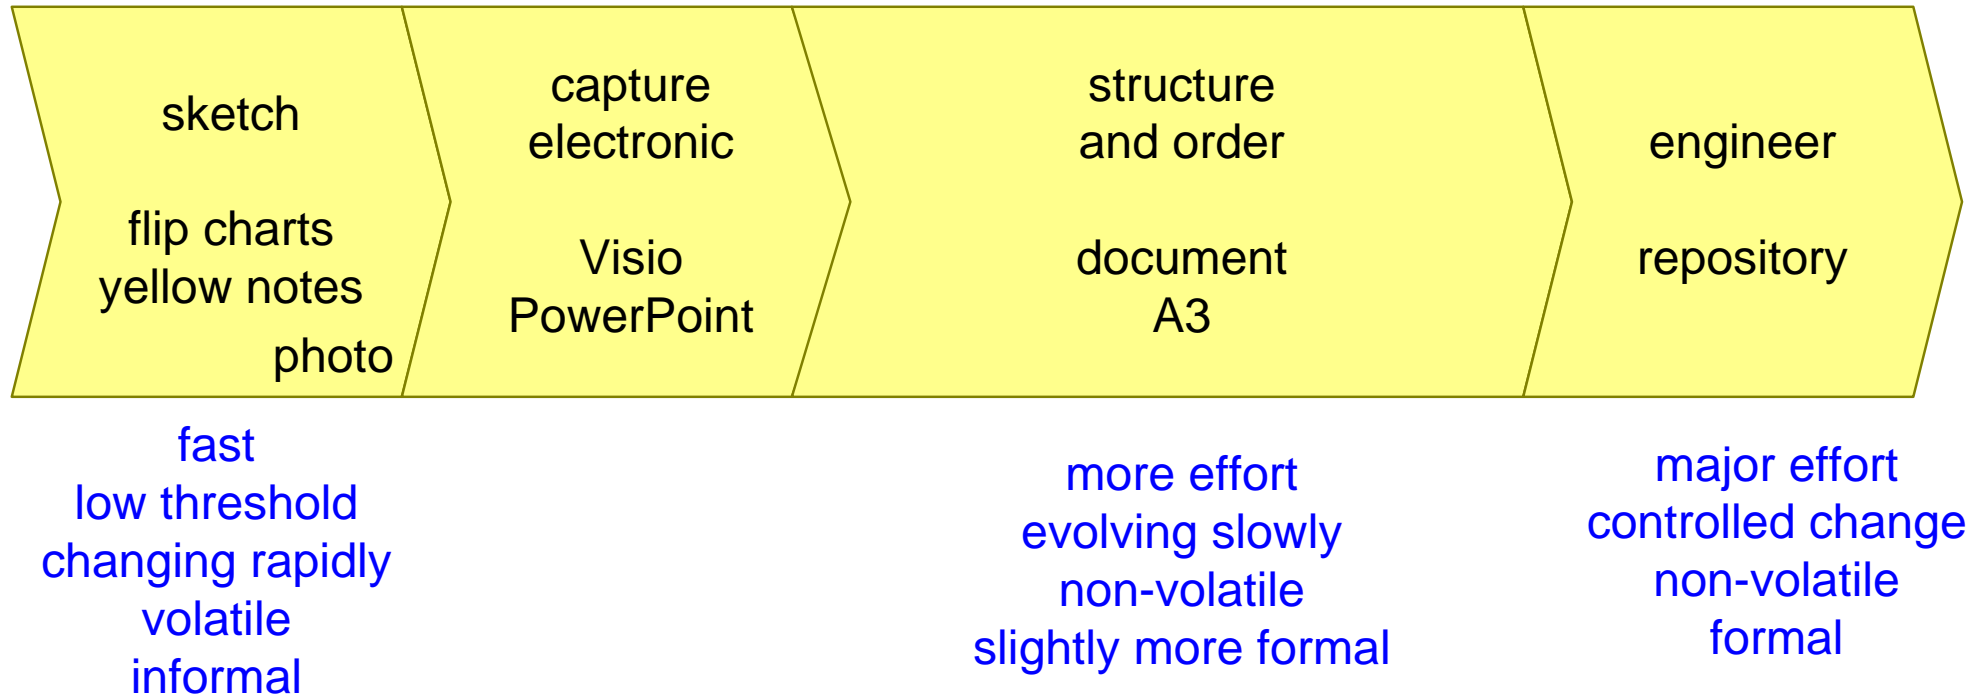 sketch
flip charts
yellow notes
photo
capture
electronic
Visio
PowerPoint
structure
and order
document
A3
engineer
repository
fast
low threshold
changing rapidly
volatile
informal
more effort
evolving slowly
non-volatile
slightly more formal
major effort
controlled change
non-volatile
formal